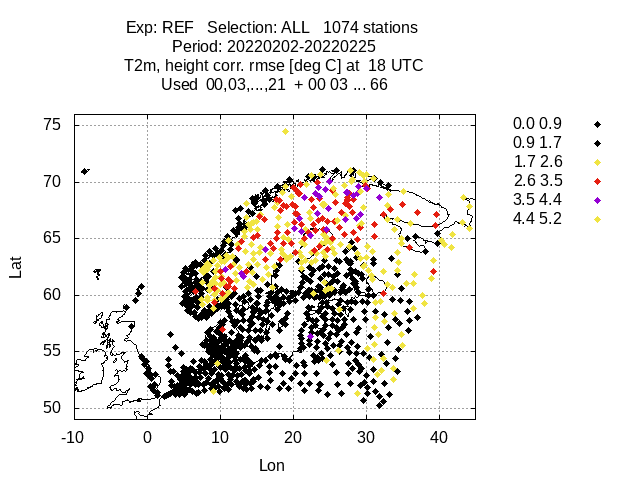 Exp: REF   Selection: ALL   1074 stations
Period: 20220202-20220225
T2m, height corr. rmse [deg C] at  18 UTC
Used  00,03,...,21  + 00 03 ... 66
75
70
65
60
55
50
-10 0 10 20 30 40
Lat
Lon
0.0 0.9
0.9 1.7
1.7 2.6
2.6 3.5
3.5 4.4
4.4 5.2